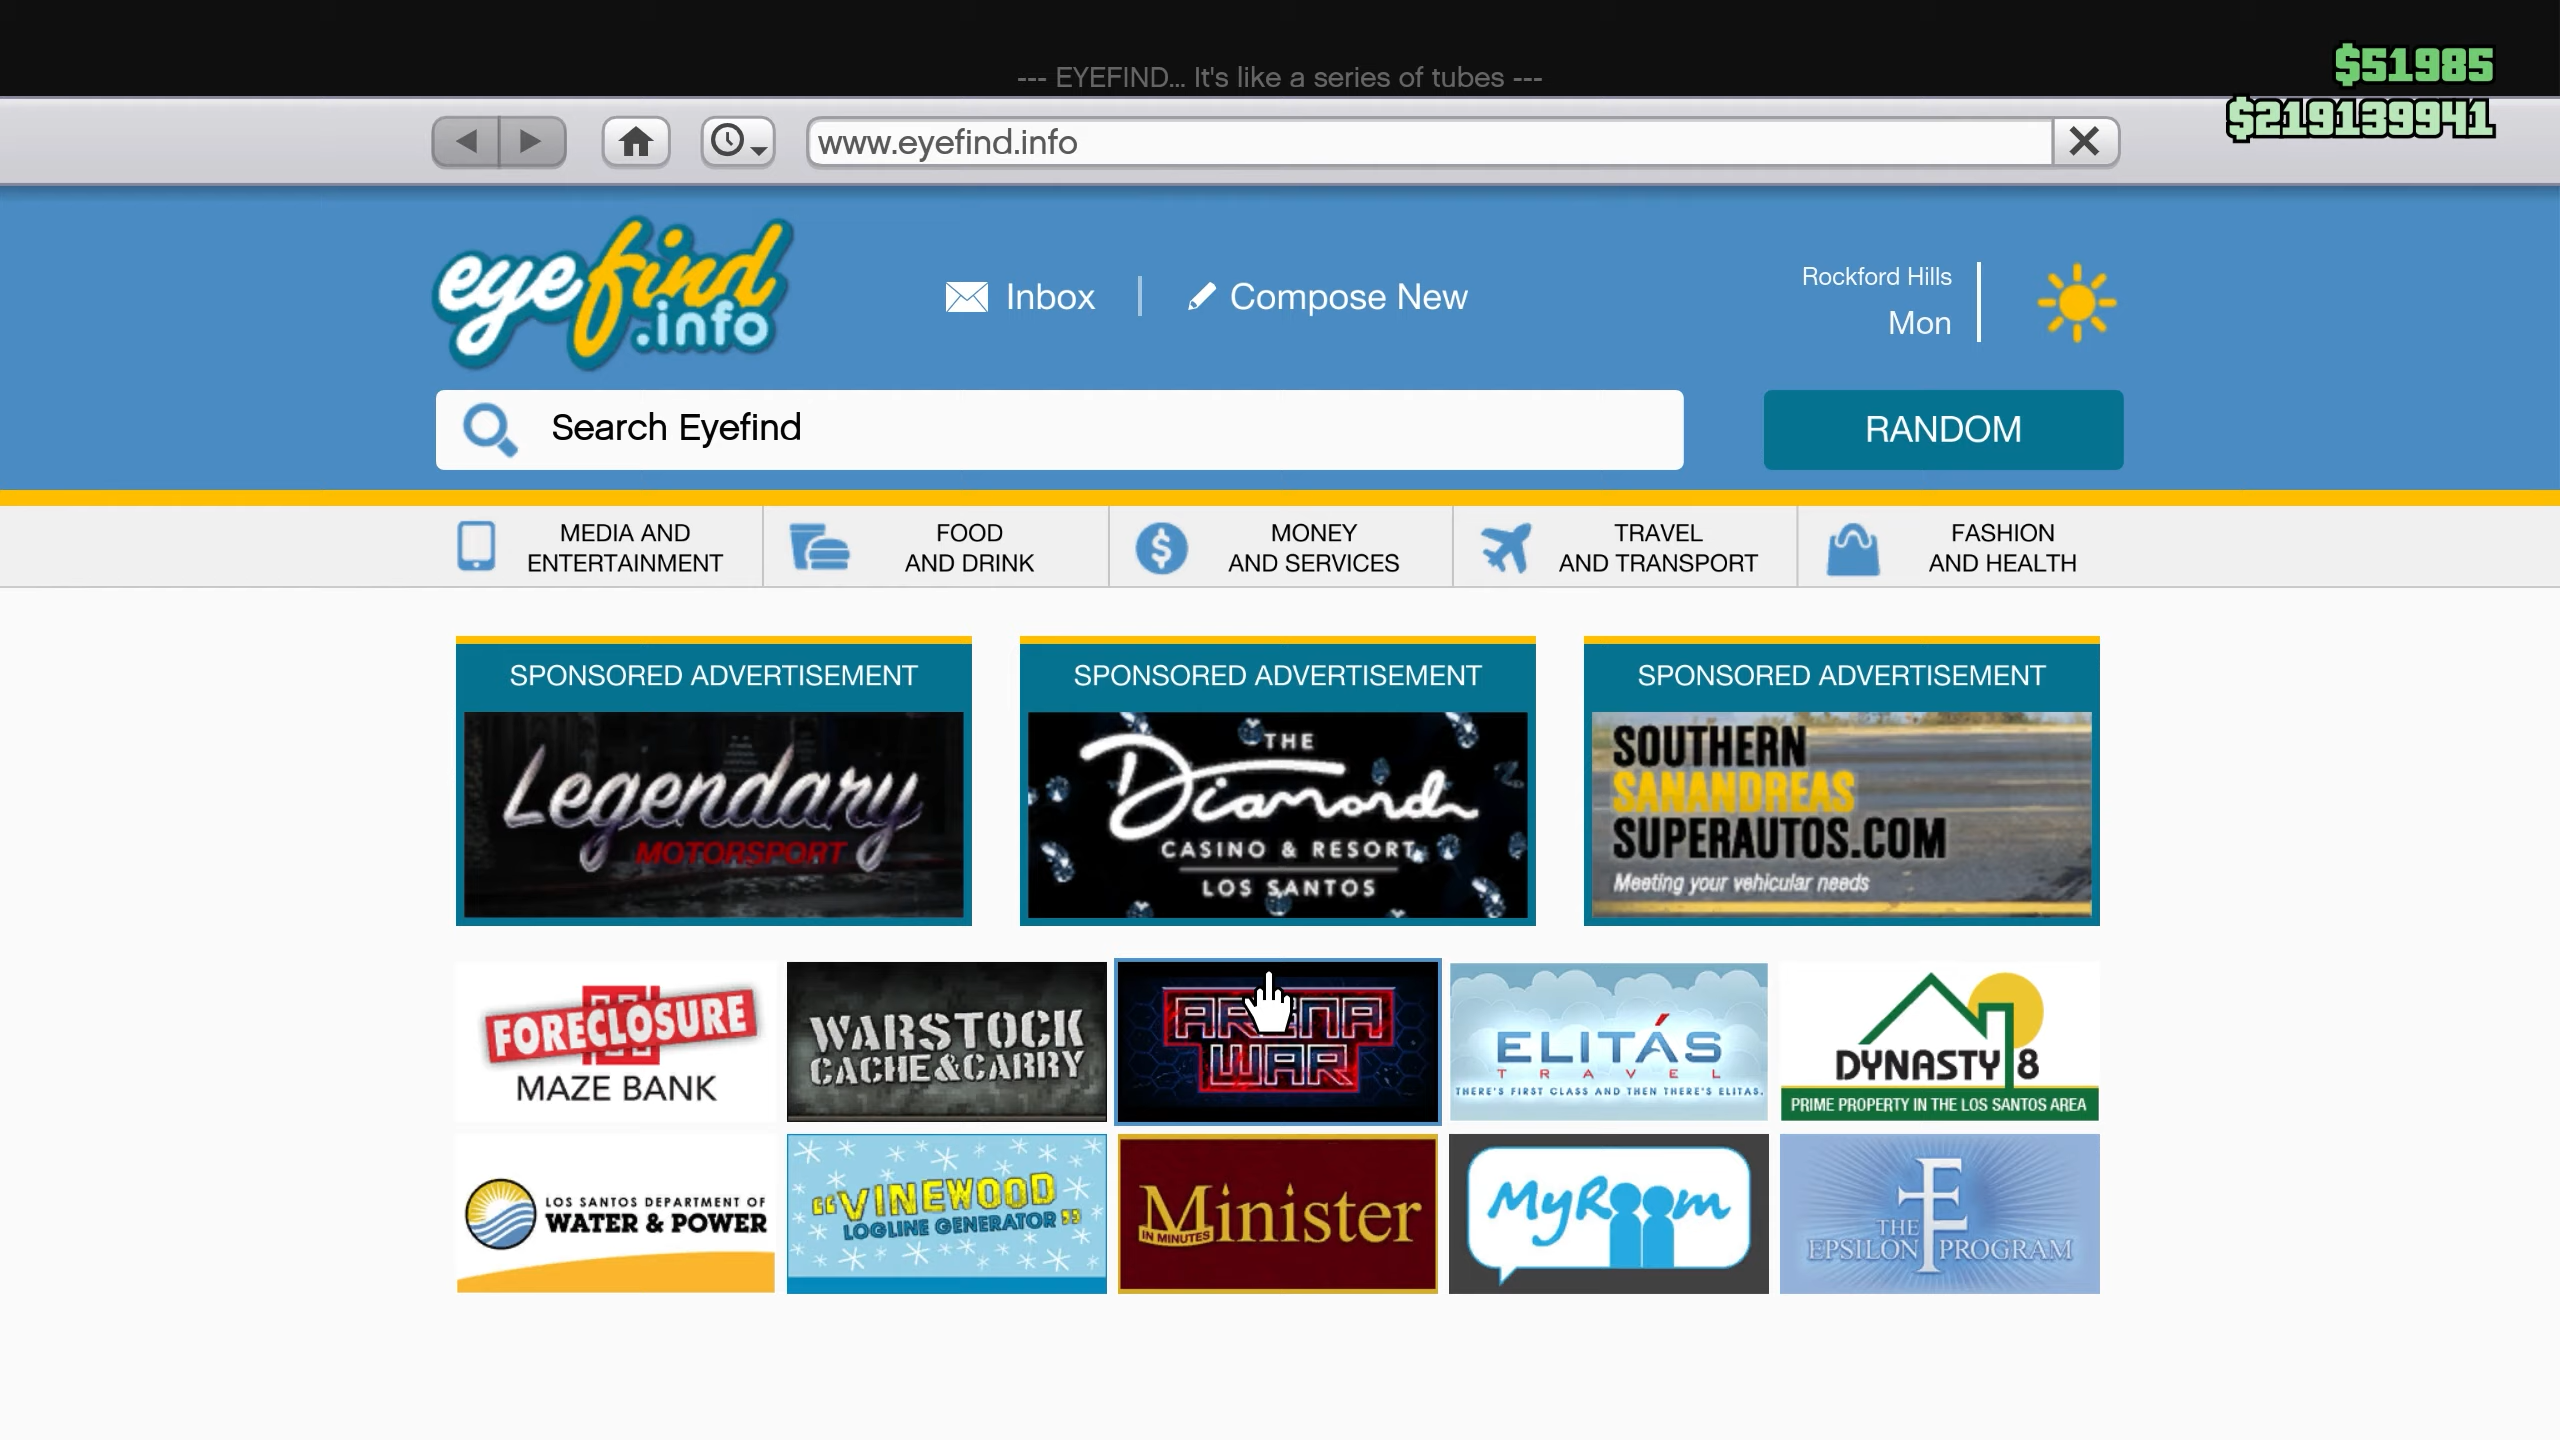 --- EYEFIND... It's like a series of tubes ---
$51985
$219139941
www.eyefind.info
eyefind
.info
Inbox
Compose New
Rockford Hills
Mon
Search Eyefind
RANDOM
MEDIA AND
ENTERTAINMENT
FOOD
AND DRINK
MONEY
AND SERVICES
TRAVEL
AND TRANSPORT
FASHION
AND HEALTH
SPONSORED ADVERTISEMENT
Legendary
MOTORSPORT
SPONSORED ADVERTISEMENT
THE
Diamond
CASINO & RESORT
LOS SANTOS
SPONSORED ADVERTISEMENT
SOUTHERN
SANANDREAS
SUPERAUTOS.COM
Meeting your vehicular needs
FORECLOSURE
MAZE BANK
WARSTOCK
CACHE & CARRY
ARENA
WAR
ELITÁS
TRAVEL
THERE'S FIRST CLASS AND THEN THERE'S ELITAS.
DYNASTY 8
PRIME PROPERTY IN THE LOS SANTOS AREA
LOS SANTOS DEPARTMENT OF
WATER & POWER
"VINEWOOD
LOGLINE GENERATOR"
Minister
IN MINUTES
MyRoom
THE
EPSILON PROGRAM